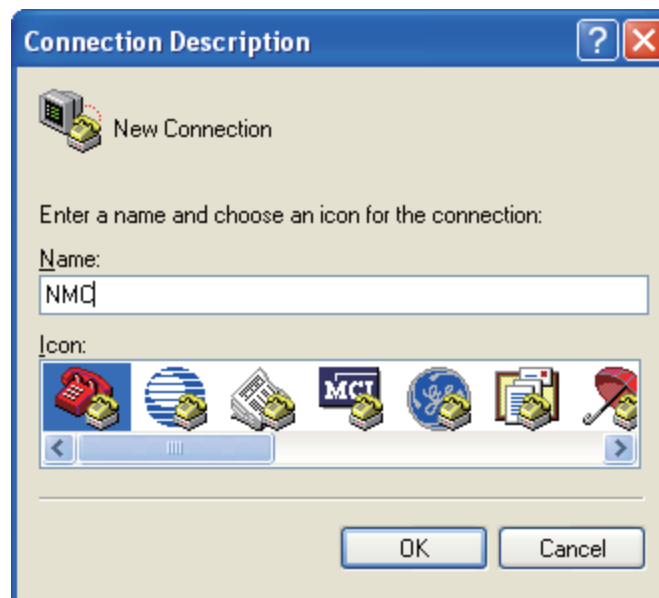 Connection Description
New Connection
Enter a name and choose an icon for the connection:
Name:
NMC
Icon:
MCI
OK Cancel